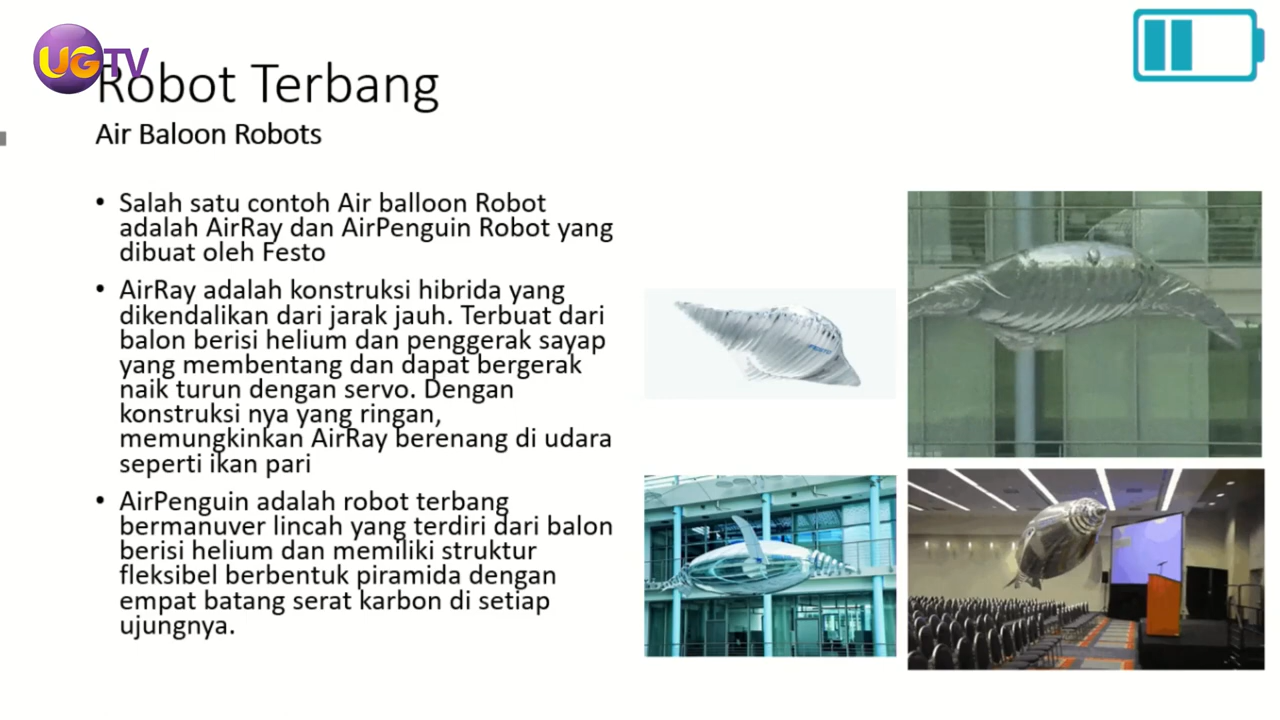 UGTV
Robot Terbang
Air Baloon Robots
• Salah satu contoh Air balloon Robot
adalah AirRay dan AirPenguin Robot yang
dibuat oleh Festo
• AirRay adalah konstruksi hibrida yang
dikendalikan dari jarak jauh. Terbuat dari
balon berisi helium dan penggerak sayap
yang membentang dan dapat bergerak
naik turun dengan servo. Dengan
konstruksi nya yang ringan,
memungkinkan AirRay berenang di udara
seperti ikan pari
• AirPenguin adalah robot terbang
bermanuver lincah yang terdiri dari balon
berisi helium dan memiliki struktur
fleksibel berbentuk piramida dengan
empat batang serat karbon di setiap
ujungnya.